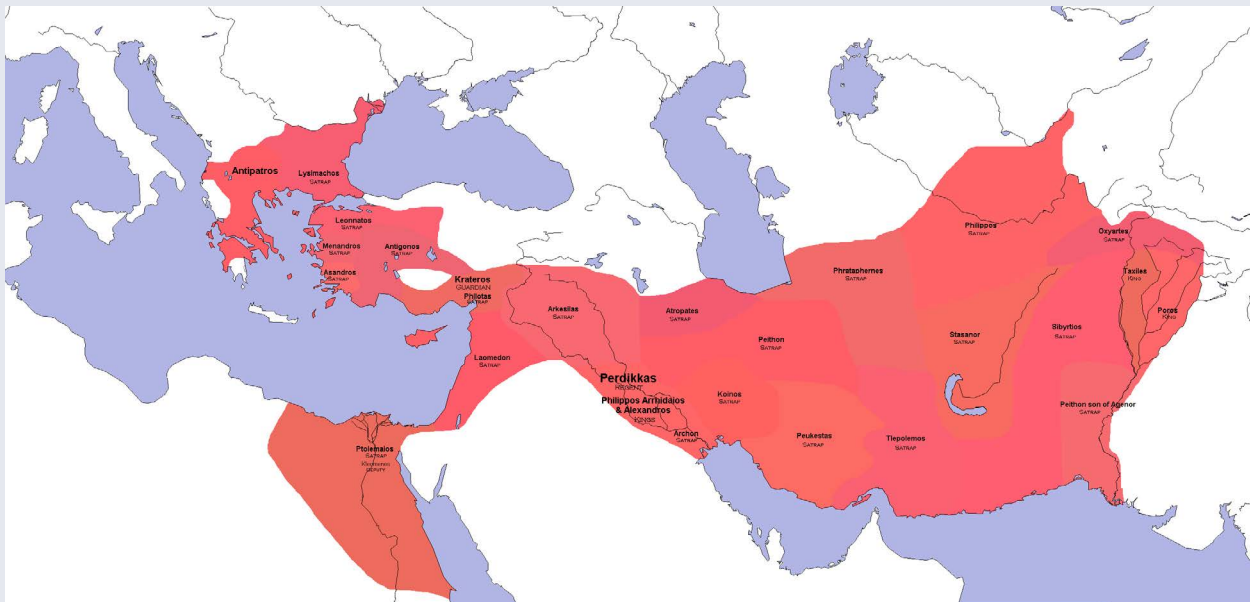 Antipatros
Lysimachos
SATRAP
Leonnatos
SATRAP
Menandros
SATRAP
Antigonos
SATRAP
Asandros
SATRAP
Krateros
GUARDIAN
Philotas
SATRAP
Arkesilas
SATRAP
Laomedon
SATRAP
Ptolemaios
SATRAP
Kleomenes
DEPUTY
Perdikkas
REGENT
Philippos Arrhidaios
& Alexandros
KINGS
Archon
SATRAP
Atropates
SATRAP
Peithon
SATRAP
Koinos
SATRAP
Peukestas
SATRAP
Tlepolemos
SATRAP
Phrataphernes
SATRAP
Philippos
SATRAP
Stasanor
SATRAP
Oxyartes
SATRAP
Sibyrtios
SATRAP
Taxiles
KING
Poros
KING
Peithon son of Agenor
SATRAP